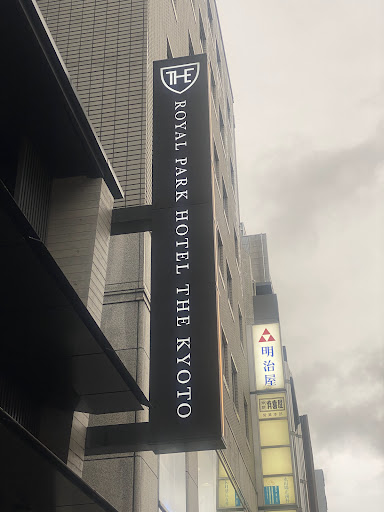 THE
ROYAL PARK HOTEL THE KYOTO
明治屋